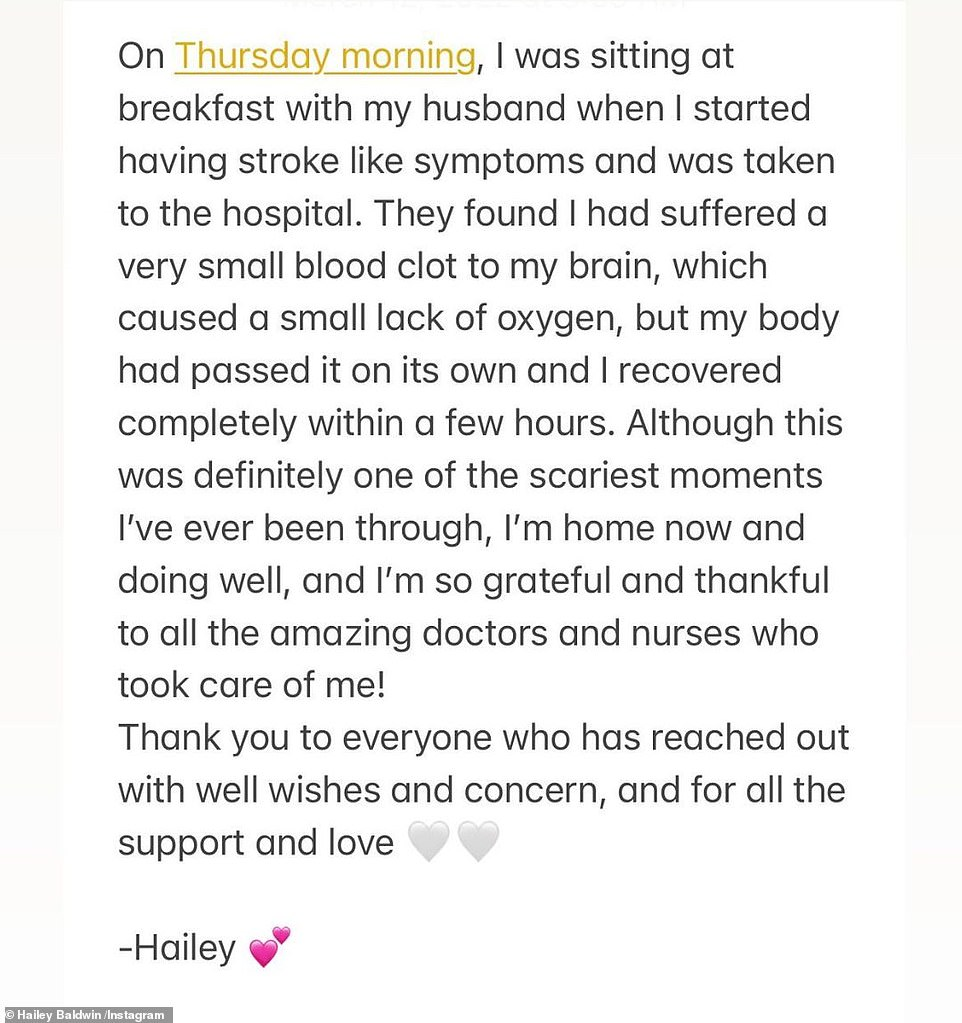 On Thursday morning, I was sitting at
breakfast with my husband when I started
having stroke like symptoms and was taken
to the hospital. They found I had suffered a
very small blood clot to my brain, which
caused a small lack of oxygen, but my body
had passed it on its own and I recovered
completely within a few hours. Although this
was definitely one of the scariest moments
I’ve ever been through, I’m home now and
doing well, and I’m so grateful and thankful
to all the amazing doctors and nurses who
took care of me!
Thank you to everyone who has reached out
with well wishes and concern, and for all the
support and love 🤍🤍
-Hailey 💕
© Hailey Baldwin /Instagram